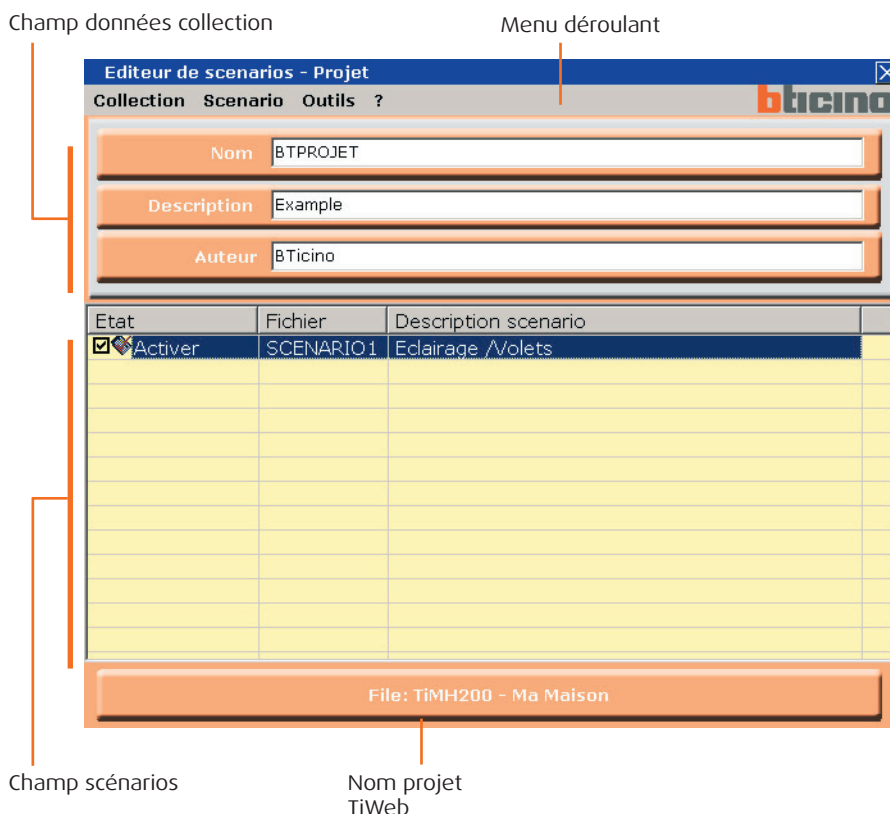 Champ données collection
Menu déroulant
Editeur de scenarios - Projet
Collection Scenario Outils ?
bticino
Nom BTPROJET
Description Example
Auteur BTicino
Etat Fichier Description scenario
Activer SCENARIO1 Eclairage /Volets
File: TiMH200 - Ma Maison
Champ scénarios
Nom projet
TiWeb